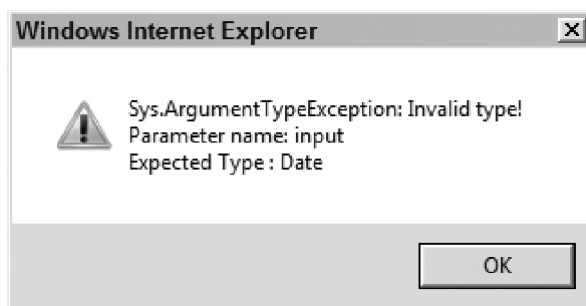 Windows Internet Explorer
Sys.ArgumentTypeException: Invalid type!
Parameter name: input
Expected Type : Date
OK